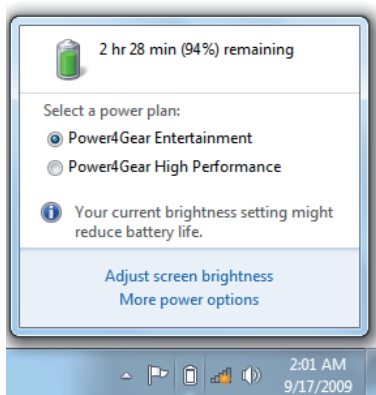 2 hr 28 min (94%) remaining
Select a power plan:
Power4Gear Entertainment
Power4Gear High Performance
Your current brightness setting might
reduce battery life.
Adjust screen brightness
More power options
2:01 AM
9/17/2009